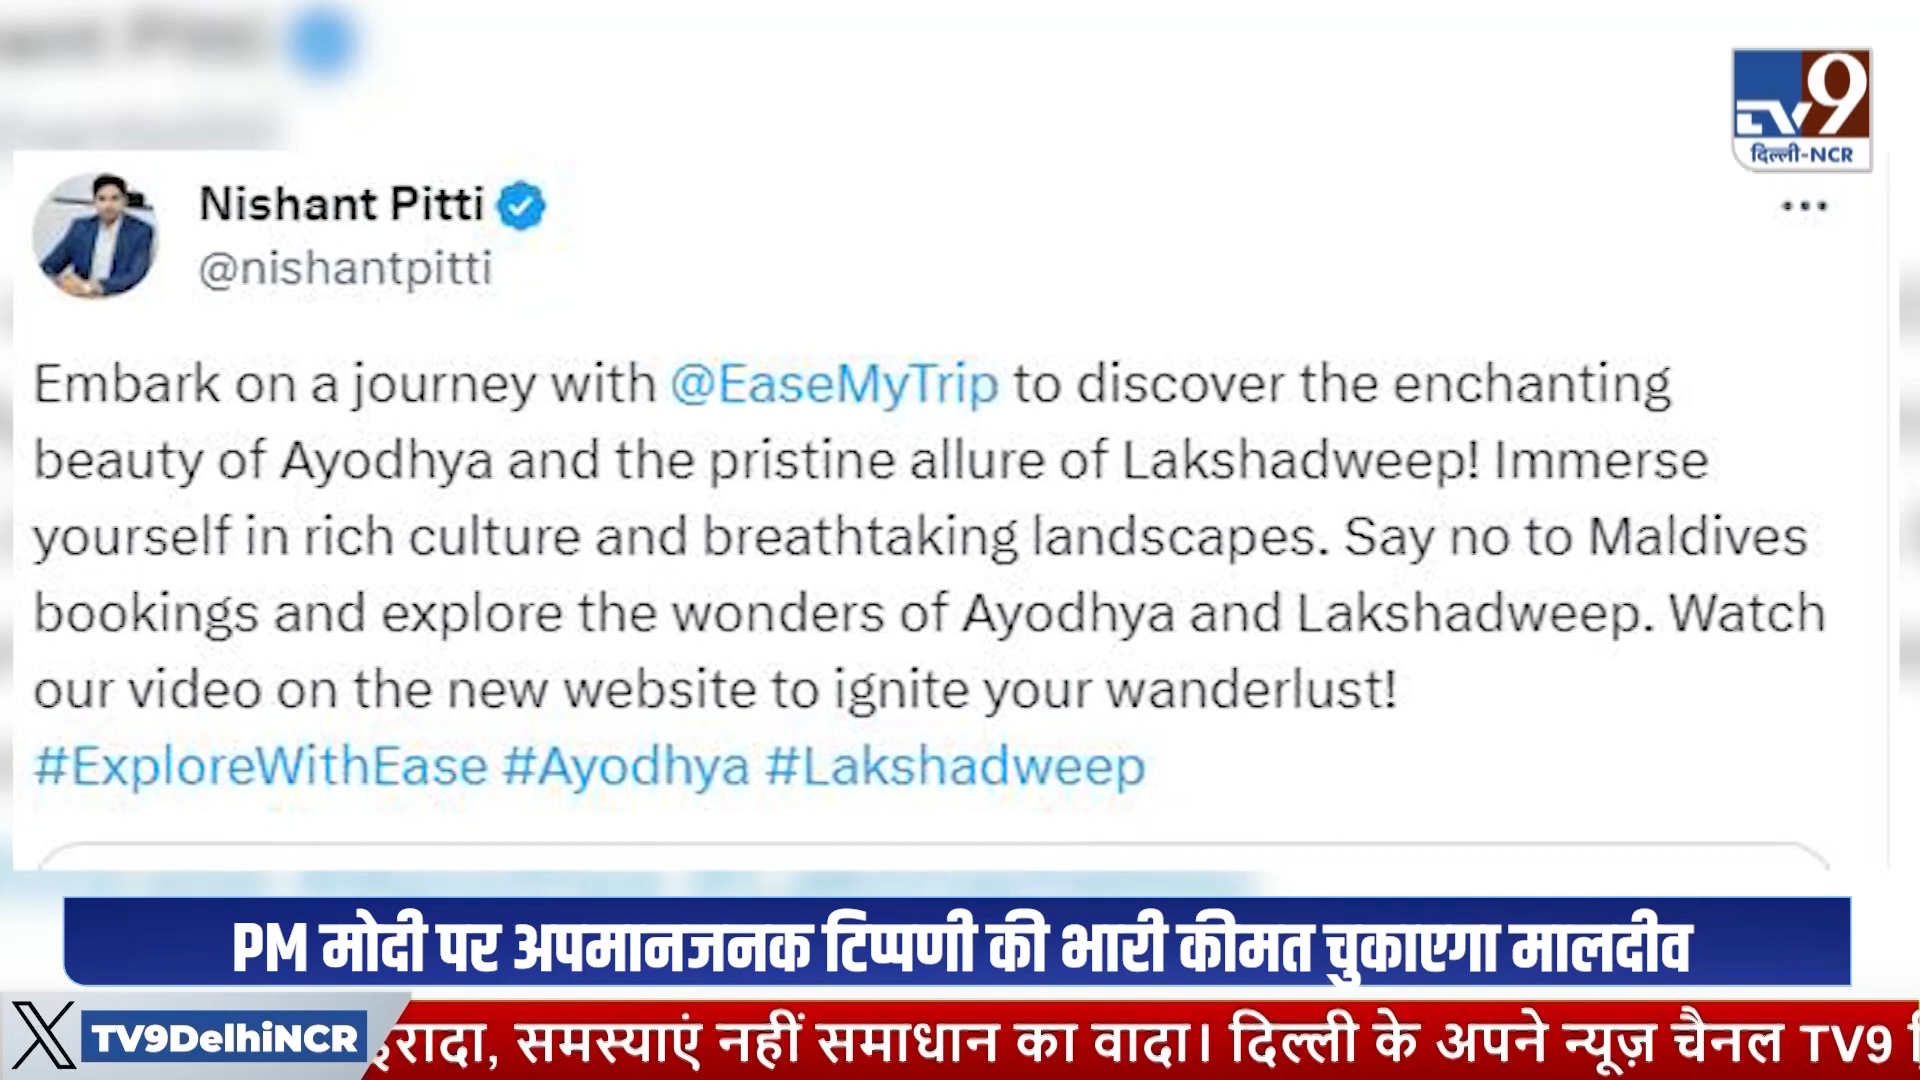 TV9
दिल्ली-NCR
Nishant Pitti
@nishantpitti
Embark on a journey with @EaseMyTrip to discover the enchanting
beauty of Ayodhya and the pristine allure of Lakshadweep! Immerse
yourself in rich culture and breathtaking landscapes. Say no to Maldives
bookings and explore the wonders of Ayodhya and Lakshadweep. Watch
our video on the new website to ignite your wanderlust!
#ExploreWithEase #Ayodhya #Lakshadweep
PM मोदी पर अपमानजनक टिप्पणी की भारी कीमत चुकाएगा मालदीव
X TV9DelhiNCR इरादा, समस्याएं नहीं समाधान का वादा। दिल्ली के अपने न्यूज़ चैनल TV9